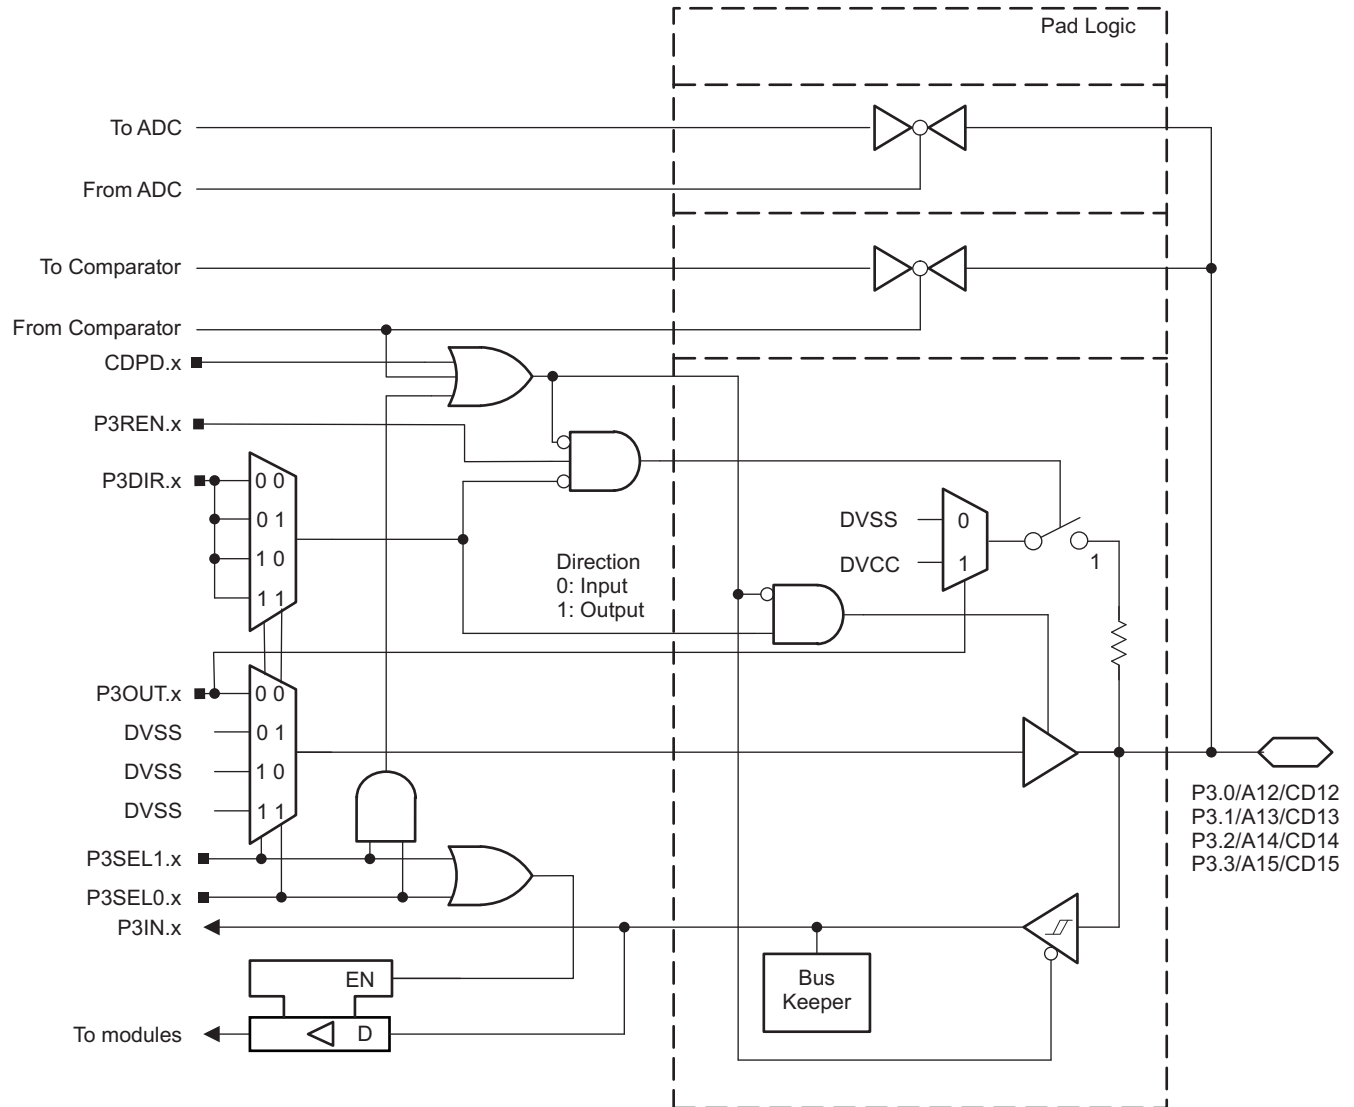 Pad Logic
To ADC
From ADC
To Comparator
From Comparator
CDPD.x
P3REN.x
P3DIR.x
0 0
0 1
1 0
1 1
Direction
0: Input
1: Output
DVSS
0
DVCC
1
1
P3OUT.x
0 0
DVSS
0 1
DVSS
1 0
DVSS
1 1
P3.0/A12/CD12
P3.1/A13/CD13
P3.2/A14/CD14
P3.3/A15/CD15
P3SEL1.x
P3SEL0.x
P3IN.x
EN
Bus
Keeper
To modules
D